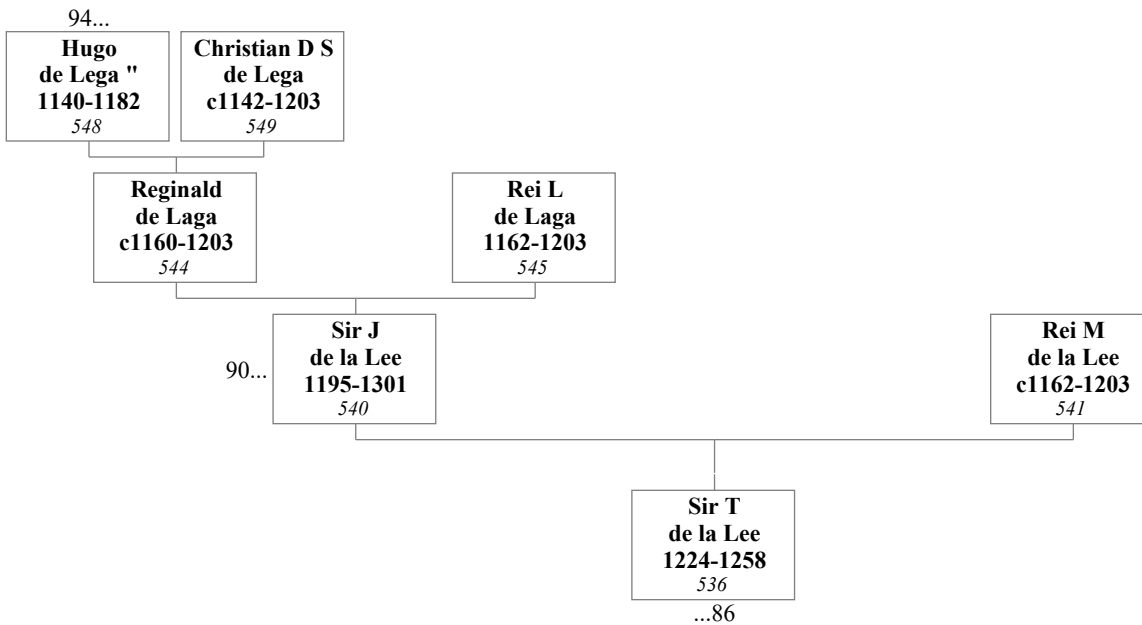 94...
Hugo
de Lega "
1140-1182
548
Christian D S
de Lega
c1142-1203
549
Reginald
de Laga
c1160-1203
544
Rei L
de Laga
1162-1203
545
90...
Sir J
de la Lee
1195-1301
540
Rei M
de la Lee
c1162-1203
541
Sir T
de la Lee
1224-1258
536
...86